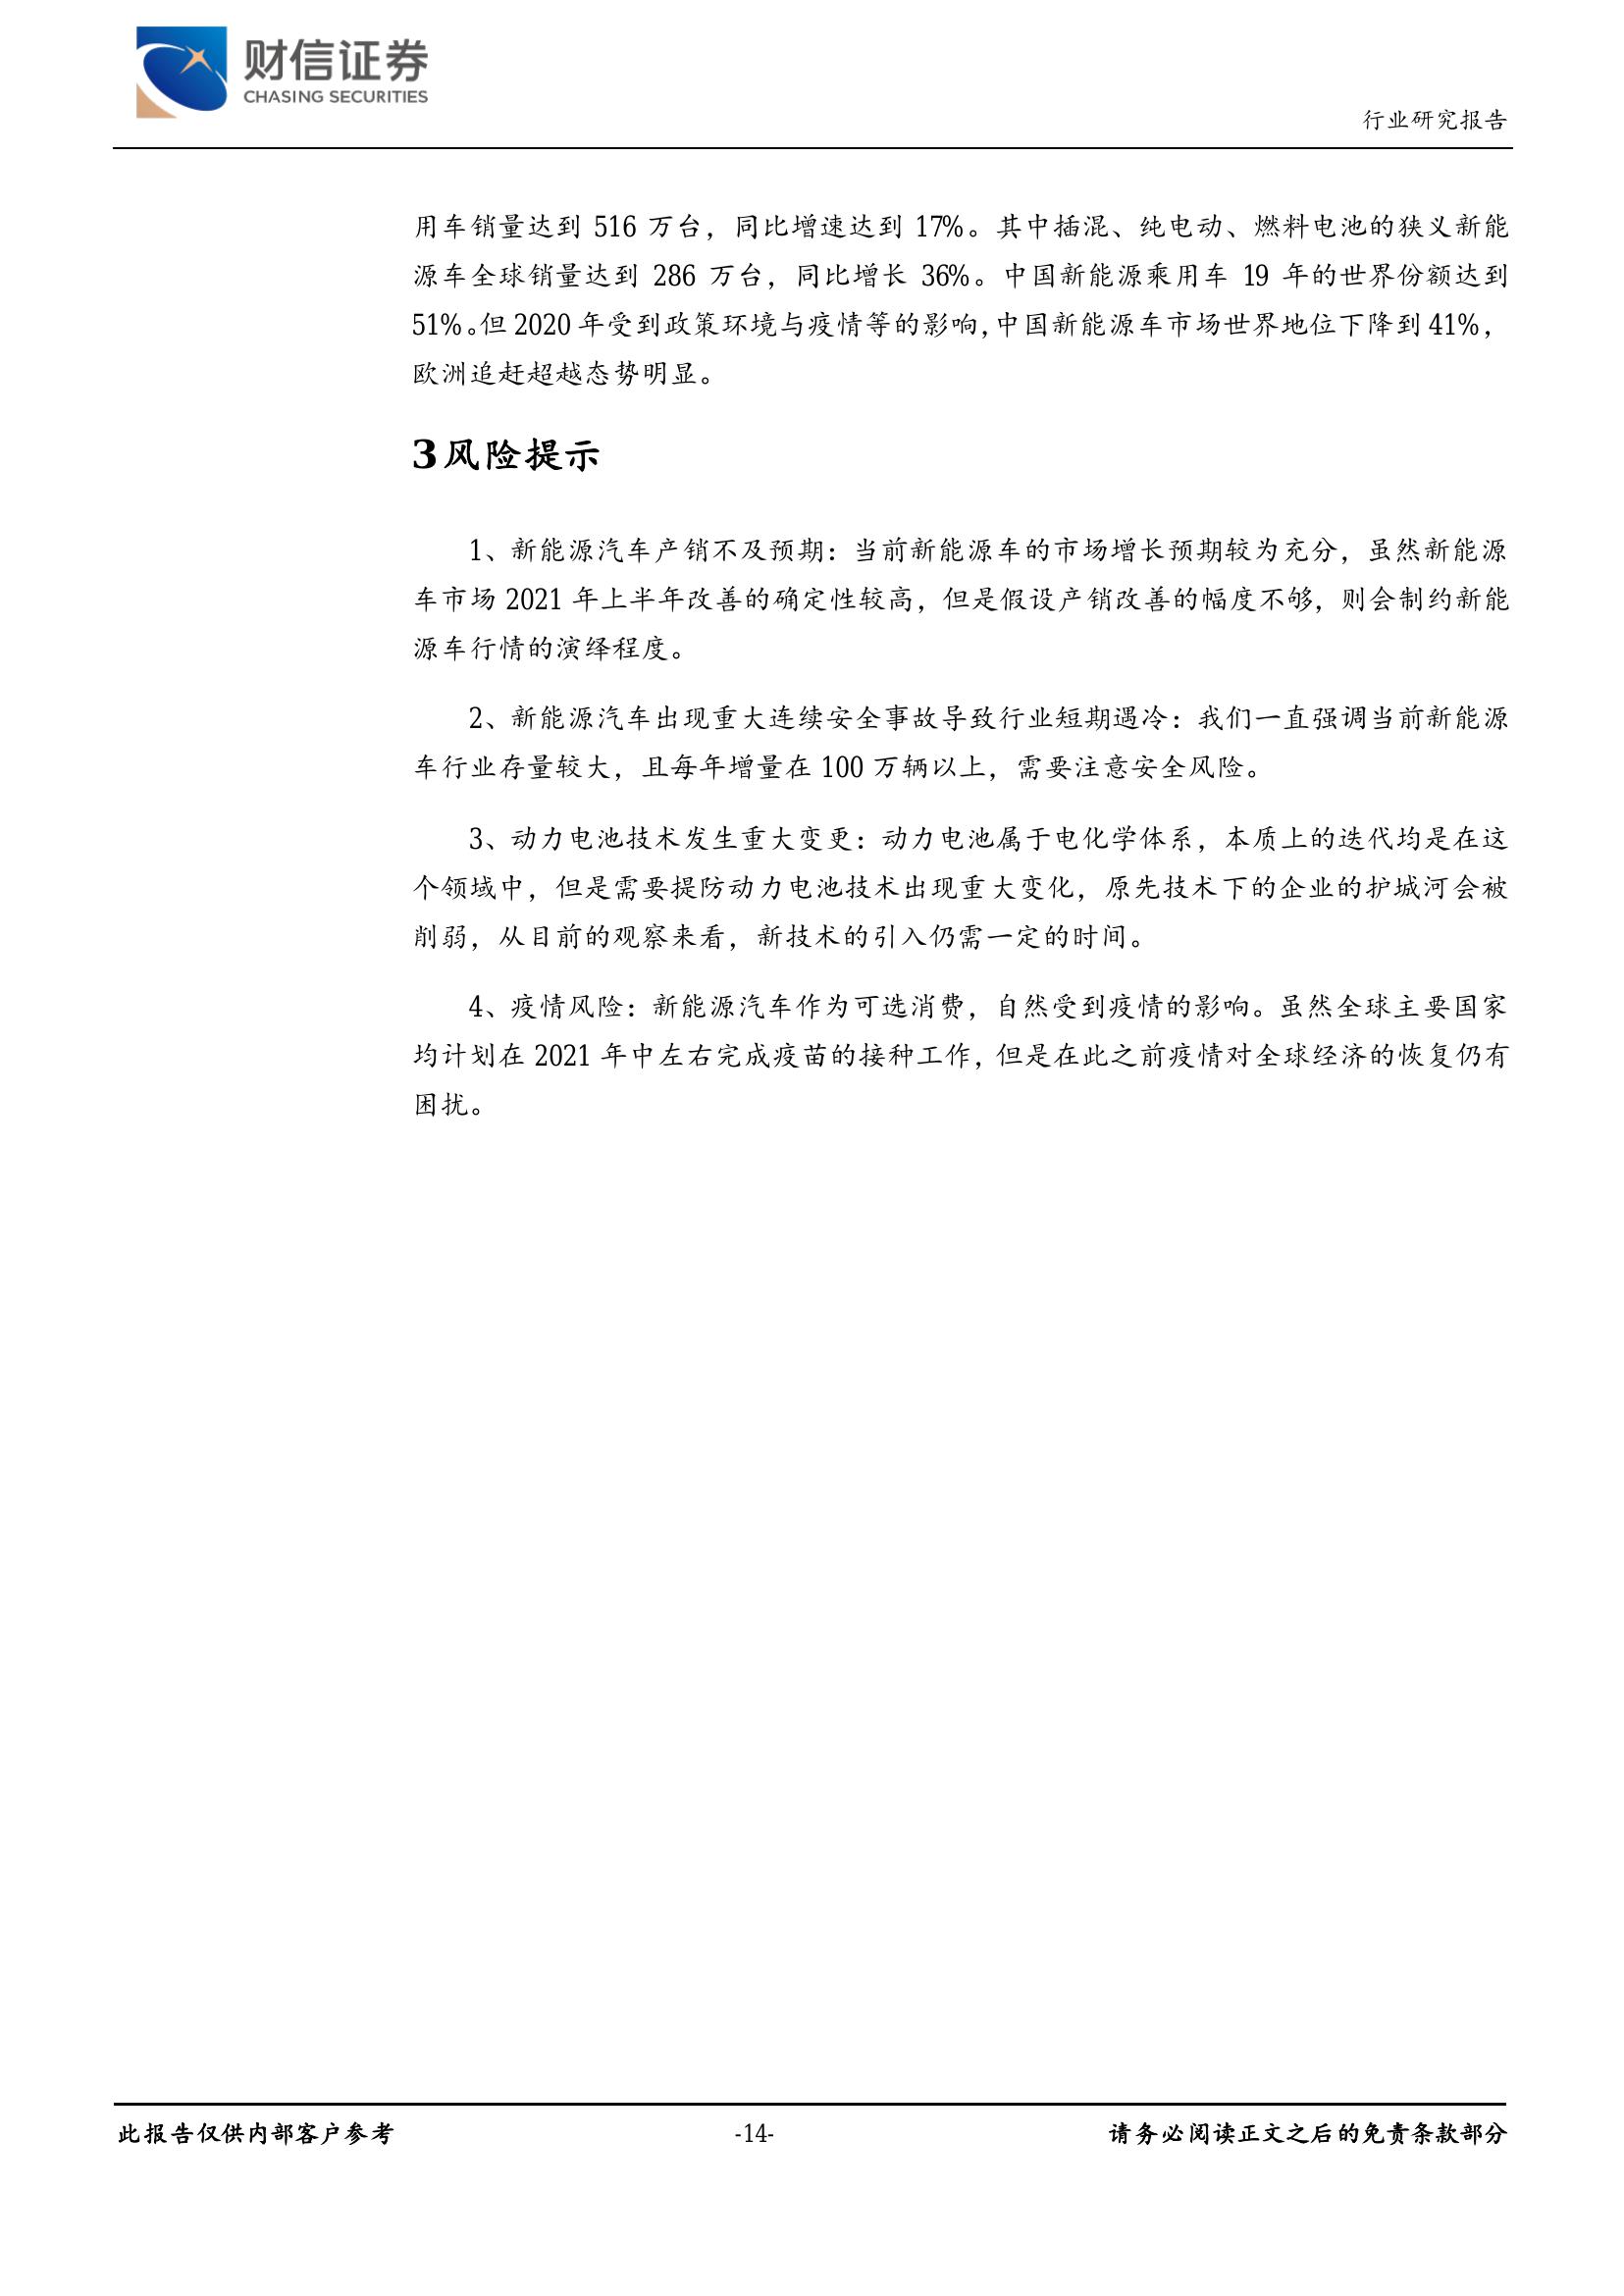 财信证券
CHASING SECURITIES
行业研究报告
用车销量达到 516 万台，同比增速达到 17%。其中插混、纯电动、燃料电池的狭义新能
源车全球销量达到 286 万台，同比增长 36%。中国新能源乘用车 19 年的世界份额达到
51%。但 2020 年受到政策环境与疫情等的影响，中国新能源车市场世界地位下降到 41%，
欧洲追赶超越态势明显。
3 风险提示
1、新能源汽车产销不及预期：当前新能源车的市场增长预期较为充分，虽然新能源
车市场 2021 年上半年改善的确定性较高，但是假设产销改善的幅度不够，则会制约新能
源车行情的演绎程度。
2、新能源汽车出现重大连续安全事故导致行业短期遇冷：我们一直强调当前新能源
车行业存量较大，且每年增量在 100 万辆以上，需要注意安全风险。
3、动力电池技术发生重大变更：动力电池属于电化学体系，本质上的迭代均是在这
个领域中，但是需要提防动力电池技术出现重大变化，原先技术下的企业的护城河会被
削弱，从目前的观察来看，新技术的引入仍需一定的时间。
4、疫情风险：新能源汽车作为可选消费，自然受到疫情的影响。虽然全球主要国家
均计划在 2021 年中左右完成疫苗的接种工作，但是在此之前疫情对全球经济的恢复仍有
困扰。
此报告仅供内部客户参考
-14-
请务必阅读正文之后的免责条款部分